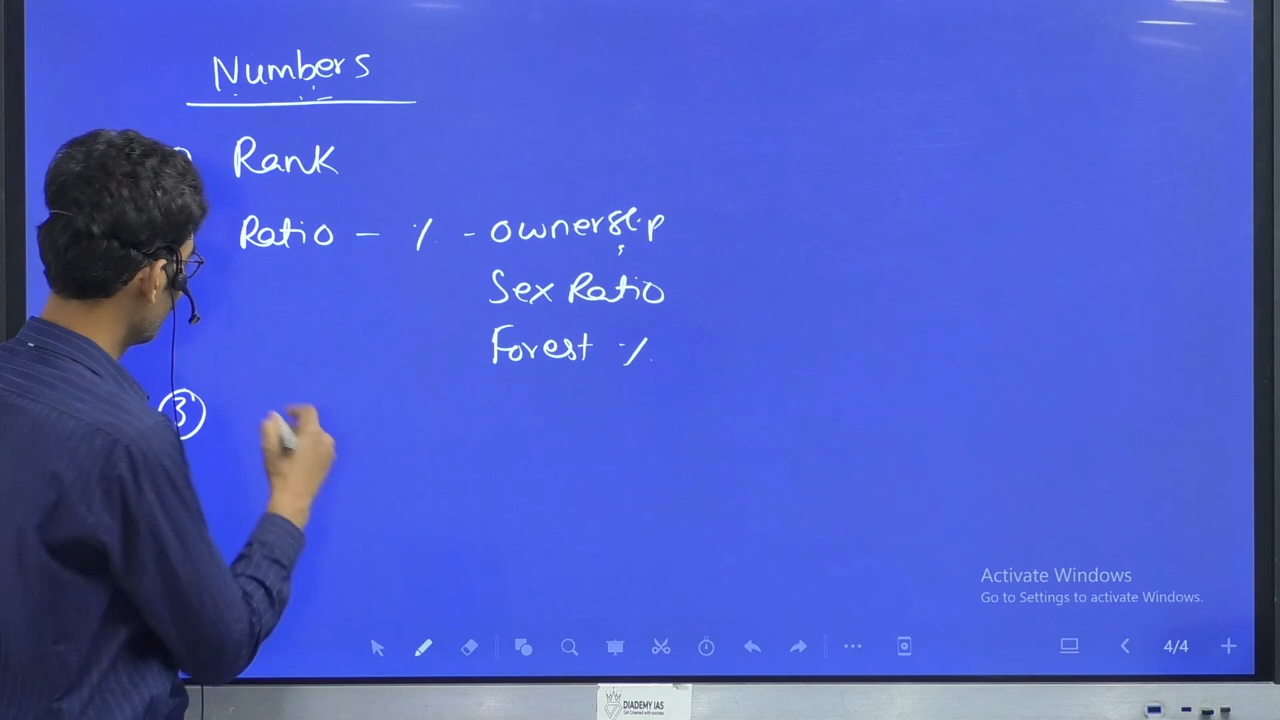 Numbers
Rank
Ratio - % - ownership
Sex Ratio
Forest %
3
Activate Windows
Go to Settings to activate Windows.
4/4
DIADEMY IAS